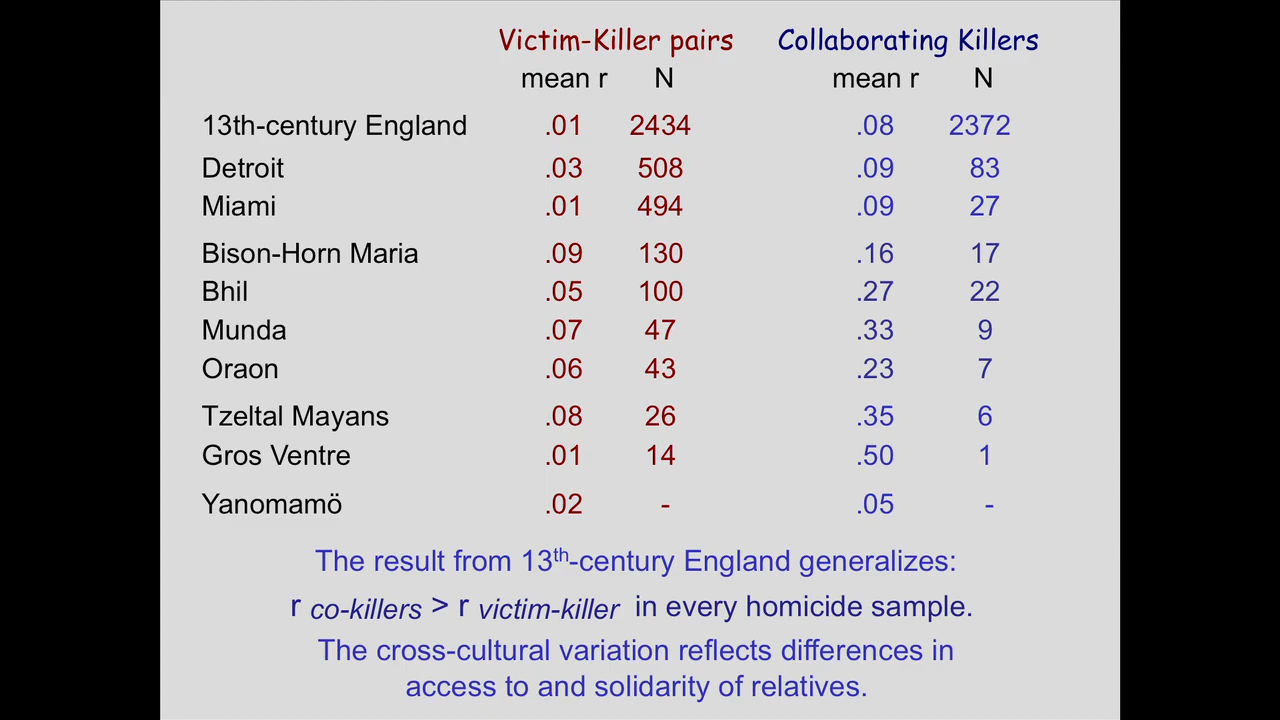 Victim-Killer pairs Collaborating Killers
mean r N mean r N
13th-century England .01 2434 .08 2372
Detroit .03 508 .09 83
Miami .01 494 .09 27
Bison-Horn Maria .09 130 .16 17
Bhil .05 100 .27 22
Munda .07 47 .33 9
Oraon .06 43 .23 7
Tzeltal Mayans .08 26 .35 6
Gros Ventre .01 14 .50 1
Yanomamö .02 - .05 -
The result from 13th-century England generalizes:
r co-killers > r victim-killer in every homicide sample.
The cross-cultural variation reflects differences in
access to and solidarity of relatives.